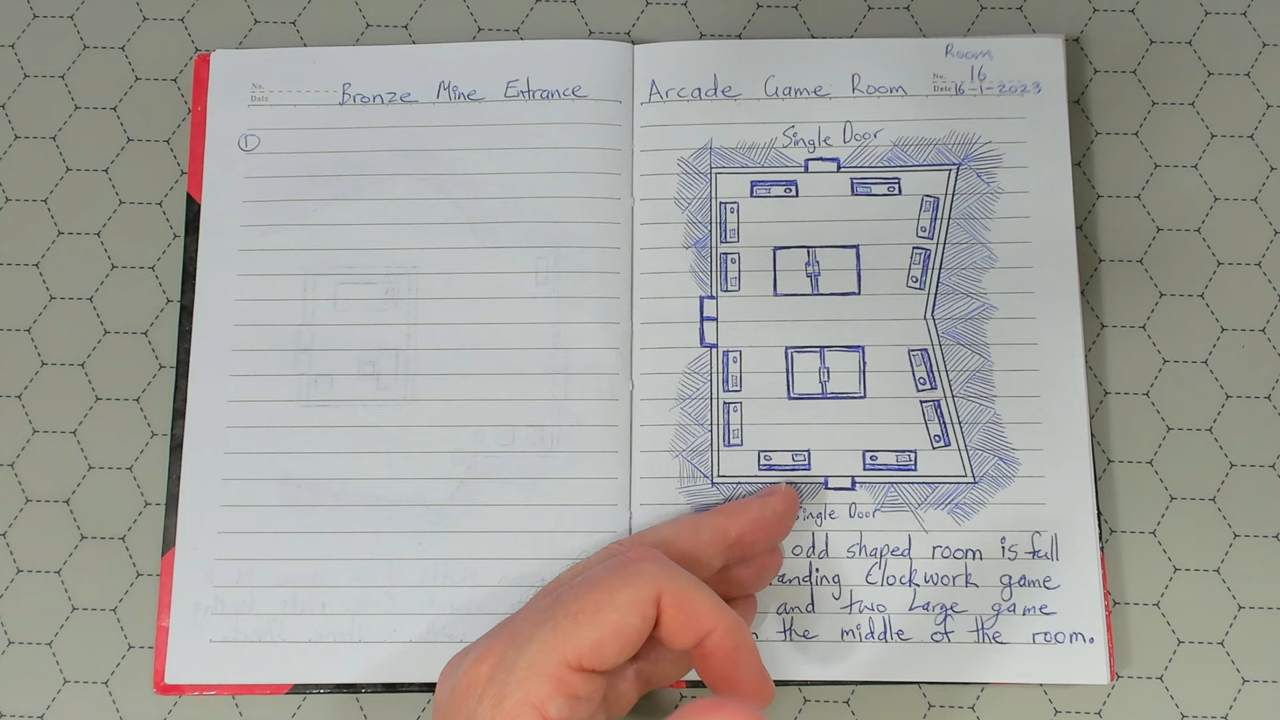 No.
Date
Bronze Mine Entrance
①
Room
Arcade Game Room
No. 16
Date 16-1-2023
Single Door
Single Door
odd shaped room is full
Clockwork game
and two Large game
the middle of the room.